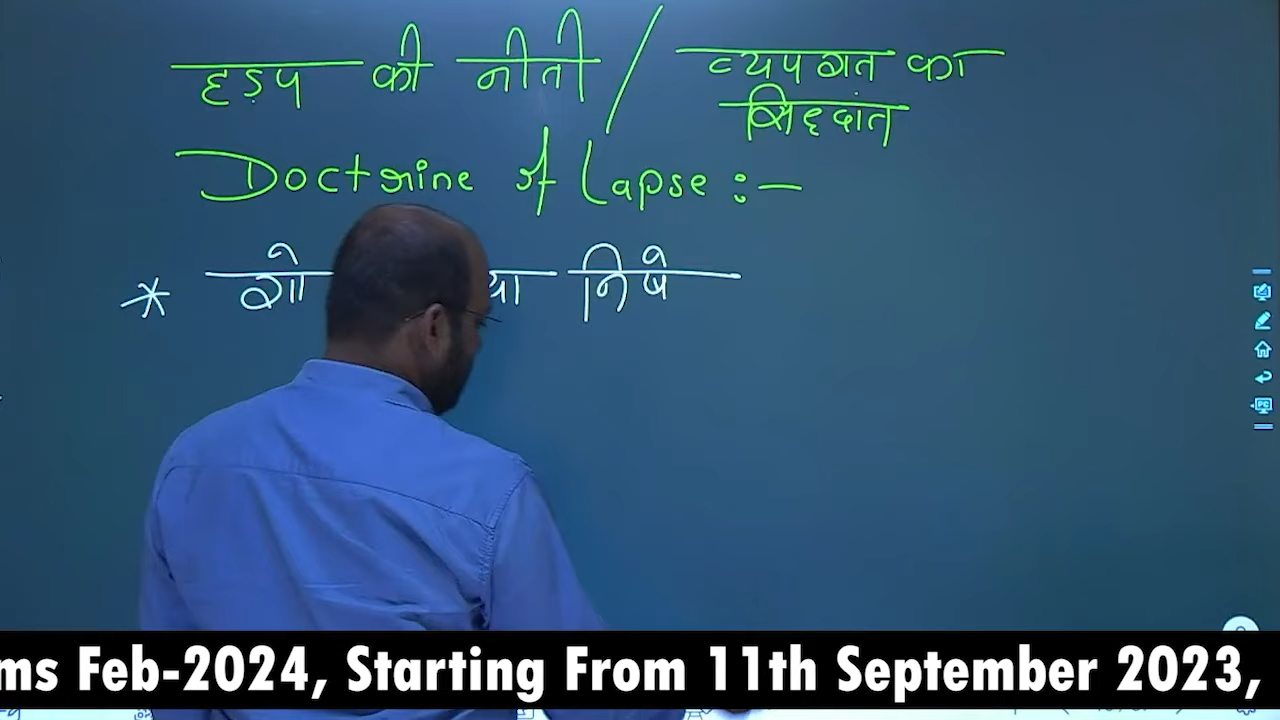 हड़प की नीती / व्यपगत का
सिद्दांत
Doctrine of Lapse :-
* गो या निषे
ms Feb-2024, Starting From 11th September 2023,